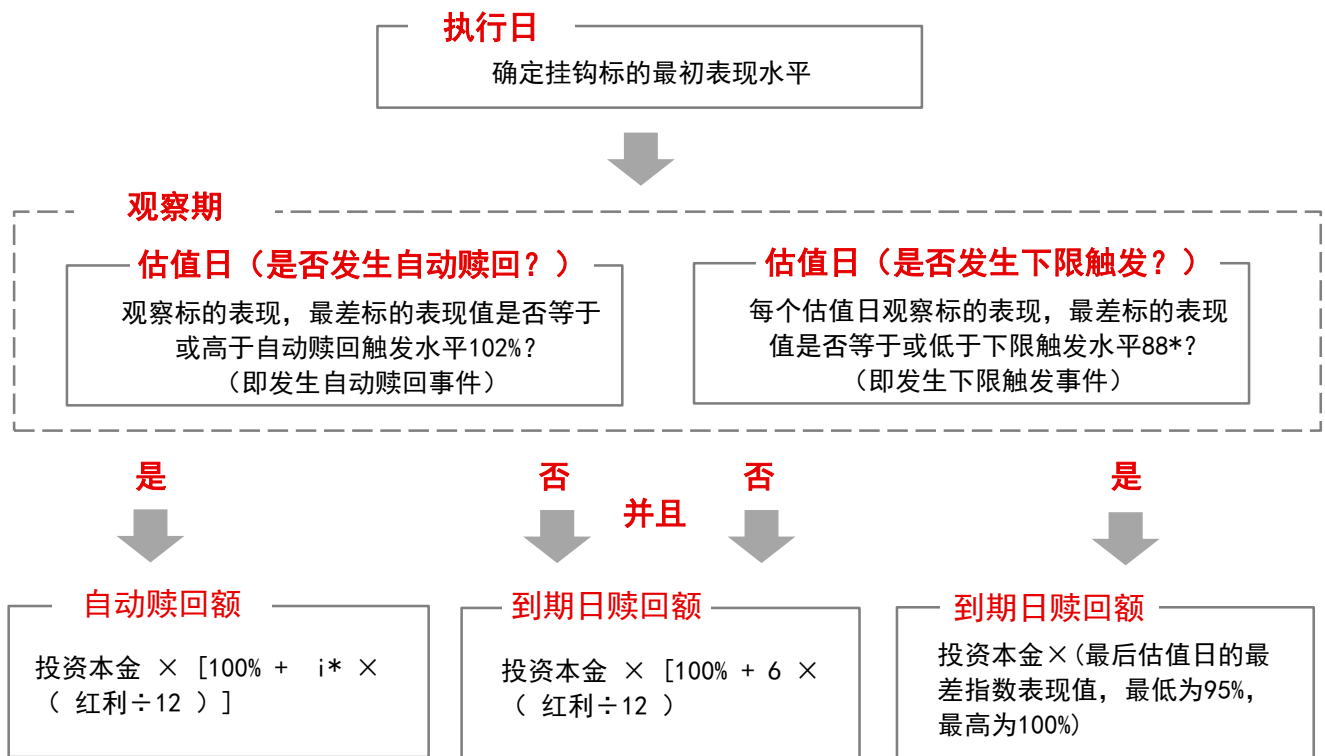 执行日
确定挂钩标的最初表现水平
观察期
估值日（是否发生自动赎回？）
观察标的表现，最差标的表现值是否等于
或高于自动赎回触发水平102%？
（即发生自动赎回事件）
估值日（是否发生下限触发？）
每个估值日观察标的表现，最差标的表现
值是否等于或低于下限触发水平88*？
（即发生下限触发事件）
是
否
并且
否
是
自动赎回额
投资本金 × [100% + i* ×
（ 红利÷12 ）]
到期日赎回额
投资本金 × [100% + 6 ×
（ 红利÷12 ）
到期日赎回额
投资本金×(最后估值日的最
差指数表现值，最低为95%，
最高为100%)